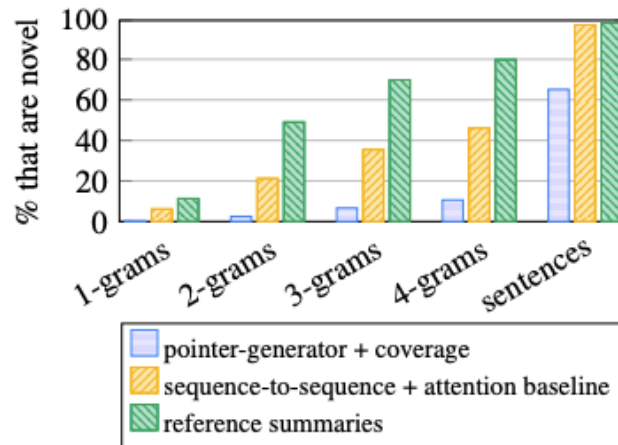 % that are novel
100
80
60
40
20
0
1-grams
2-grams
3-grams
4-grams
sentences
pointer-generator + coverage
sequence-to-sequence + attention baseline
reference summaries